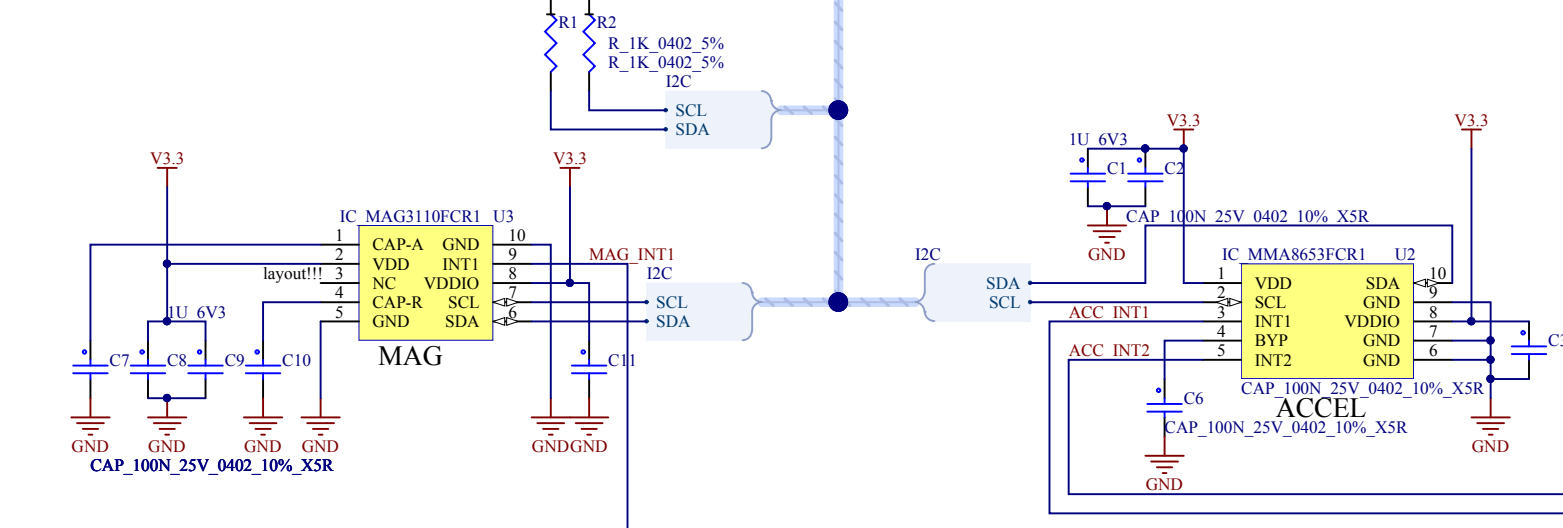 R1 R2
R_1K_0402_5%
R_1K_0402_5%
I2C
SCL
SDA
V3.3
V3.3
IC_MAG3110FCR1 U3
1 CAP-A GND 10
2 VDD INT1 9
layout!!! 3 NC VDDIO 8
4 CAP-R SCL 7
5 GND SDA 6
MAG
MAG_INT1
I2C
SCL
SDA
1U_6V3
C7 C8 C9 C10 C11
GND GND GND GND GND GND
CAP_100N_25V_0402_10%_X5R
V3.3
V3.3
1U_6V3
C1 C2
GND
CAP_100N_25V_0402_10%_X5R
I2C
SDA
SCL
IC_MMA8653FCR1 U2
1 VDD SDA 10
2 SCL GND 9
3 INT1 VDDIO 8
4 BYP GND 7
5 INT2 GND 6
ACC_INT1
ACC_INT2
CAP_100N_25V_0402_10%_X5R
ACCEL
C6
CAP_100N_25V_0402_10%_X5R
GND
GND